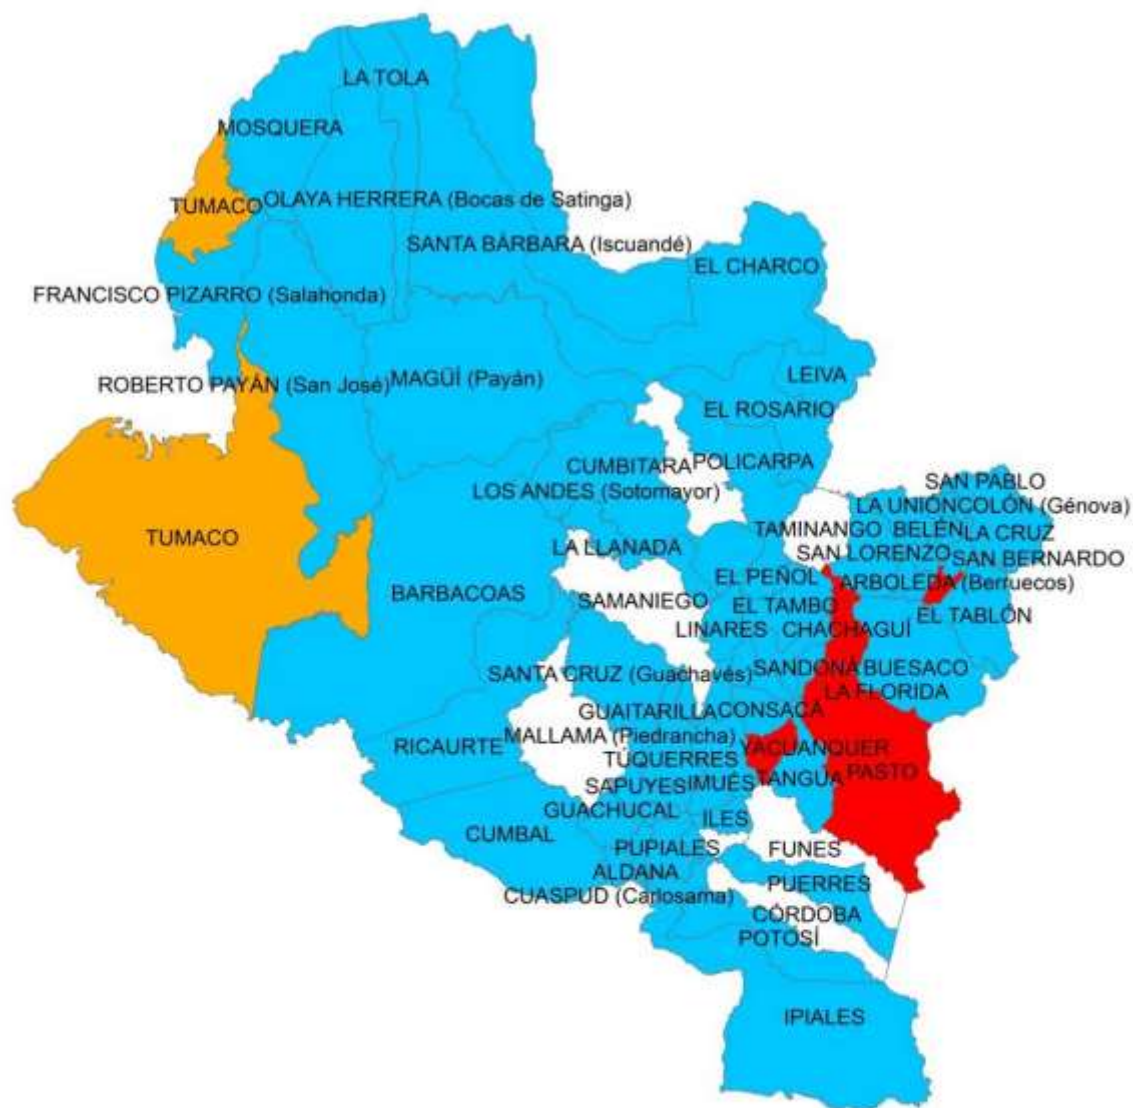 LA TOLA
MOSQUERA
TUMACO
OLAYA HERRERA (Bocas de Satinga)
SANTA BÁRBARA (Iscuandé)
EL CHARCO
FRANCISCO PIZARRO (Salahonda)
ROBERTO PAYÁN (San José)
MAGÜÍ (Payán)
LEIVA
EL ROSARIO
CUMBITARA
POLICARPA
LOS ANDES (Sotomayor)
SAN PABLO
LA UNIÓN
COLÓN (Génova)
TUMACO
TAMINANGO
BELÉN
LA CRUZ
LA LLANADA
SAN LORENZO
SAN BERNARDO
EL PEÑOL
ARBOLEDA (Berruecos)
BARBACOAS
SAMANIEGO
EL TAMBO
EL TABLÓN
LINARES
CHACHAGUÍ
SANTA CRUZ (Guachavés)
SANDONÁ
BUESACO
LA FLORIDA
GUAITARILLA
CONSACÁ
RICAURTE
MALLAMA (Piedrancha)
YACUANQUER
TÚQUERRES
PASTO
SAPUYES
IMUÉS
TANGUA
GUACHUCAL
ILES
CUMBAL
PUPIALES
FUNES
ALDANA
PUERRES
CUASPUD (Carlosama)
CÓRDOBA
POTOSÍ
IPIALES